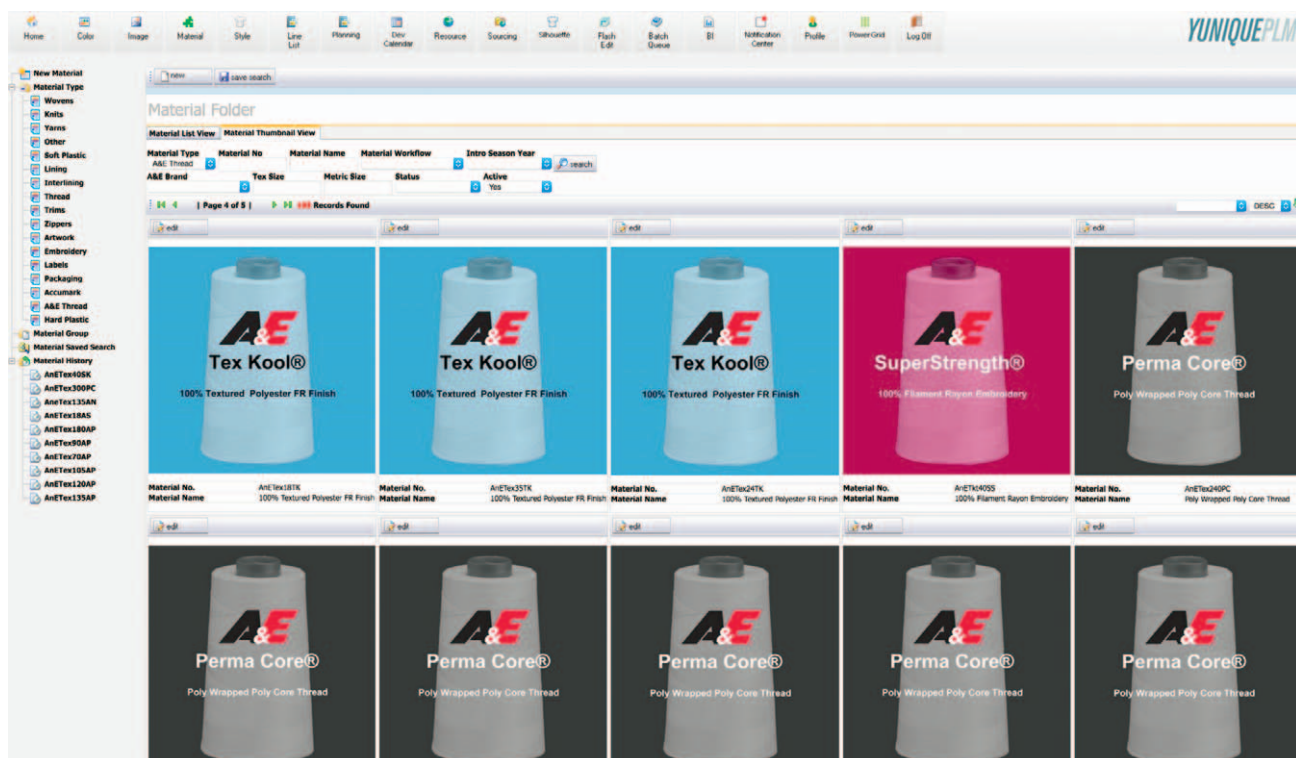 Home Color Image Material Style Line List Planning Dev Calendar Resource Sourcing Silhouette Flash Edit Batch Queue BI Notification Center Profile PowerGrid Log Off
YUNIQUEPLM
New Material
Material Type
Wovens
Knits
Yarns
Other
Soft Plastic
Lining
Interlining
Thread
Trims
Zippers
Artwork
Embroidery
Labels
Packaging
Accumark
A&E Thread
Hard Plastic
Material Group
Material Saved Search
Material History
AnETex40SK
AnETex300PC
AneTex135AN
AnETex18AS
AnETex180AP
AnETex90AP
AnETex70AP
AnETex105AP
AnETex120AP
AnETex135AP
new save search
Material Folder
Material List View Material Thumbnail View
Material Type Material No Material Name Material Workflow Intro Season Year
A&E Thread search
A&E Brand Tex Size Metric Size Status Active
Yes
| Page 4 of 5 | Records Found DESC
edit edit edit edit edit
A&E A&E A&E A&E A&E
Tex Kool® Tex Kool® Tex Kool® SuperStrength® Perma Core®
100% Textured Polyester FR Finish 100% Textured Polyester FR Finish 100% Textured Polyester FR Finish 100% Filament Rayon Embroidery Poly Wrapped Poly Core Thread
Material No. AnETex18TK Material No. AnETex35TK Material No. AnETex24TK Material No. AnETkt40SS Material No. AnETex240PC
Material Name 100% Textured Polyester FR Finish Material Name 100% Textured Polyester FR Finish Material Name 100% Textured Polyester FR Finish Material Name 100% Filament Rayon Embroidery Material Name Poly Wrapped Poly Core Thread
edit edit edit edit edit
A&E A&E A&E A&E A&E
Perma Core® Perma Core® Perma Core® Perma Core® Perma Core®
Poly Wrapped Poly Core Thread Poly Wrapped Poly Core Thread Poly Wrapped Poly Core Thread Poly Wrapped Poly Core Thread Poly Wrapped Poly Core Thread